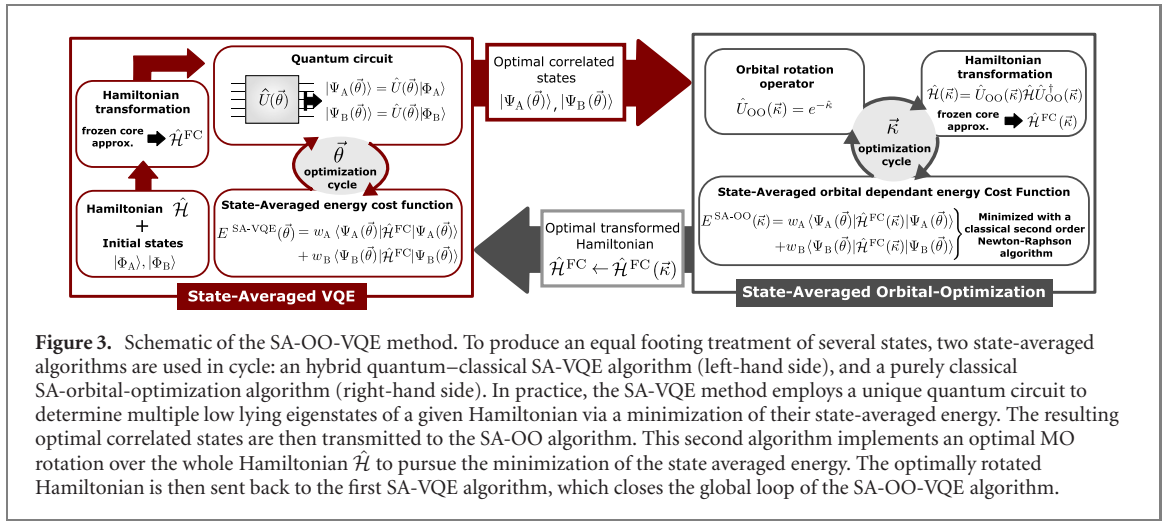 Hamiltonian
transformation
frozen core
approx. ➡ Ĥ^FC
Hamiltonian Ĥ
+
Initial states
|Φ_A⟩, |Φ_B⟩
Quantum circuit
Û(θ⃗)
|Ψ_A(θ⃗)⟩ = Û(θ⃗)|Φ_A⟩
|Ψ_B(θ⃗)⟩ = Û(θ⃗)|Φ_B⟩
θ⃗
optimization
cycle
State-Averaged energy cost function
E^SA-VQE(θ⃗) = w_A ⟨Ψ_A(θ⃗)|Ĥ^FC|Ψ_A(θ⃗)⟩
+ w_B ⟨Ψ_B(θ⃗)|Ĥ^FC|Ψ_B(θ⃗)⟩
State-Averaged VQE
Optimal correlated
states
|Ψ_A(θ⃗)⟩, |Ψ_B(θ⃗)⟩
Optimal transformed
Hamiltonian
Ĥ^FC ← Ĥ^FC(κ⃗)
Orbital rotation
operator
Û_OO(κ⃗) = e^−κ̂
Hamiltonian
transformation
Ĥ(κ⃗) = Û_OO(κ⃗)ĤÛ†_OO(κ⃗)
frozen core
approx. ➡ Ĥ^FC(κ⃗)
κ⃗
optimization
cycle
State-Averaged orbital dependant energy Cost Function
E^SA-OO(κ⃗) = w_A ⟨Ψ_A(θ⃗)|Ĥ^FC(κ⃗)|Ψ_A(θ⃗)⟩
+w_B ⟨Ψ_B(θ⃗)|Ĥ^FC(κ⃗)|Ψ_B(θ⃗)⟩
Minimized with a
classical second order
Newton-Raphson
algorithm
State-Averaged Orbital-Optimization
Figure 3. Schematic of the SA-OO-VQE method. To produce an equal footing treatment of several states, two state-averaged
algorithms are used in cycle: an hybrid quantum–classical SA-VQE algorithm (left-hand side), and a purely classical
SA-orbital-optimization algorithm (right-hand side). In practice, the SA-VQE method employs a unique quantum circuit to
determine multiple low lying eigenstates of a given Hamiltonian via a minimization of their state-averaged energy. The resulting
optimal correlated states are then transmitted to the SA-OO algorithm. This second algorithm implements an optimal MO
rotation over the whole Hamiltonian Ĥ to pursue the minimization of the state averaged energy. The optimally rotated
Hamiltonian is then sent back to the first SA-VQE algorithm, which closes the global loop of the SA-OO-VQE algorithm.